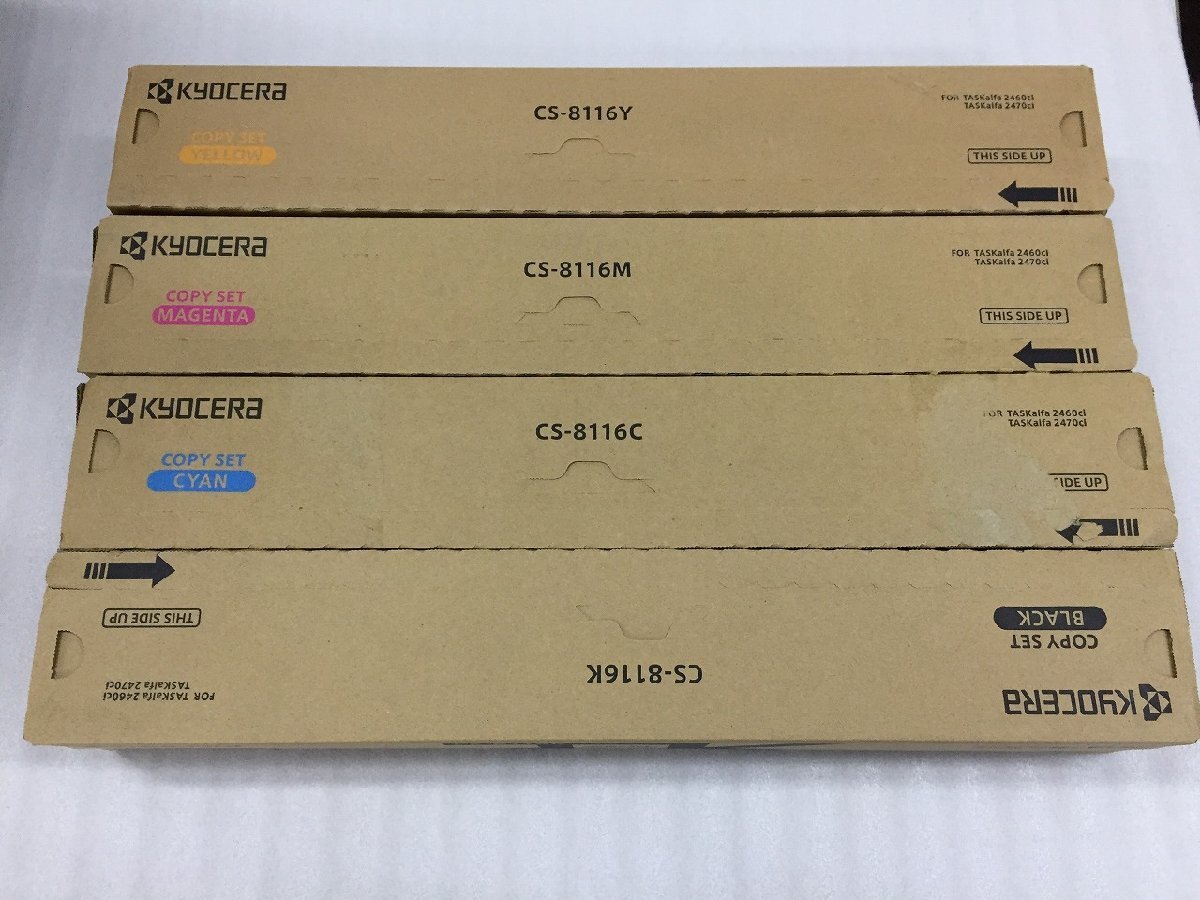 KYOCERA
COPY SET
YELLOW
CS-8116Y
FOR TASKalfa 2460ci
TASKalfa 2470ci
THIS SIDE UP
KYOCERA
COPY SET
MAGENTA
CS-8116M
FOR TASKalfa 2460ci
TASKalfa 2470ci
THIS SIDE UP
KYOCERA
COPY SET
CYAN
CS-8116C
FOR TASKalfa 2460ci
TASKalfa 2470ci
SIDE UP
KYOCERA
COPY SET
BLACK
CS-8116K
FOR TASKalfa 2460ci
TASKalfa 2470ci
THIS SIDE UP